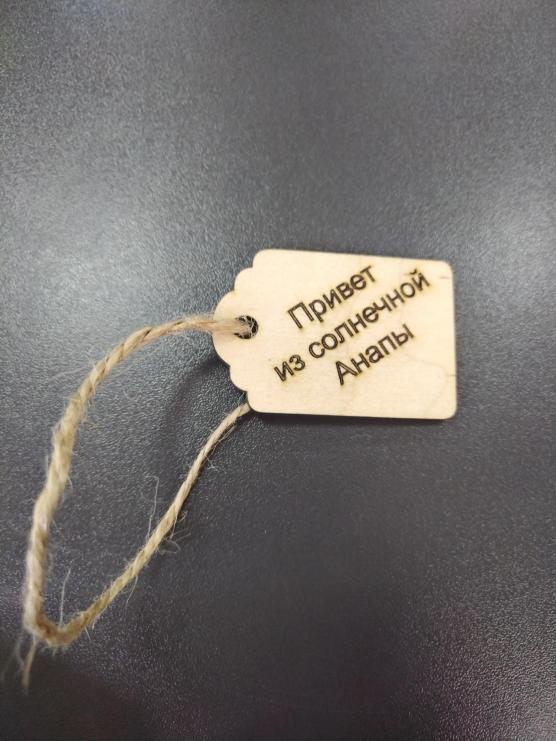 Привет
из солнечной
Анапы